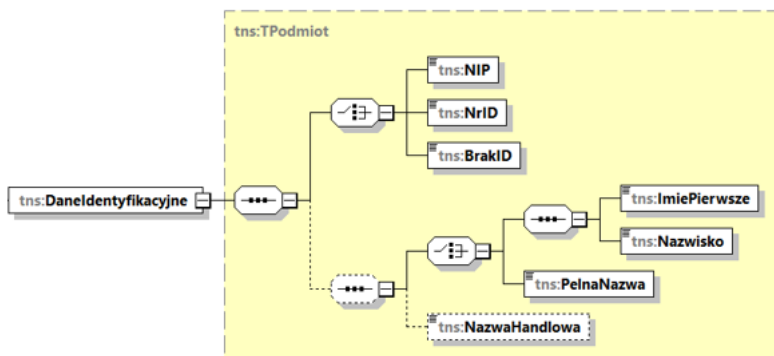 tns:TPodmiot
tns:NIP
tns:NrID
tns:BrakID
tns:DaneIdentyfikacyjne
tns:ImiePierwsze
tns:Nazwisko
tns:PelnaNazwa
tns:NazwaHandlowa